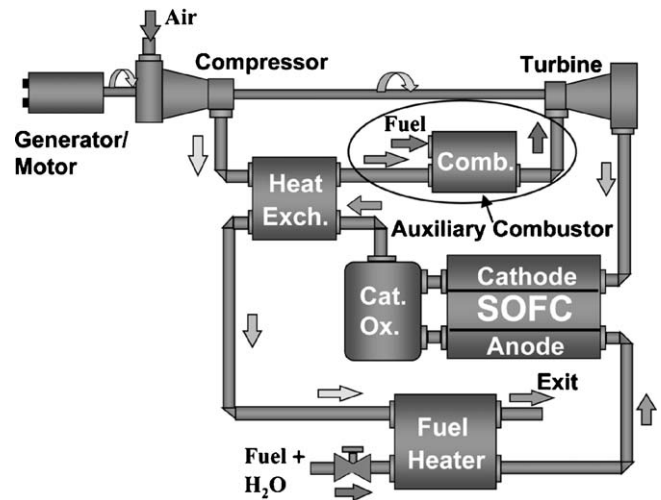 Air
Compressor
Turbine
Generator/
Motor
Fuel
Comb.
Heat
Exch.
Auxiliary Combustor
Cat.
Ox.
Cathode
SOFC
Anode
Exit
Fuel
Heater
Fuel +
H₂O